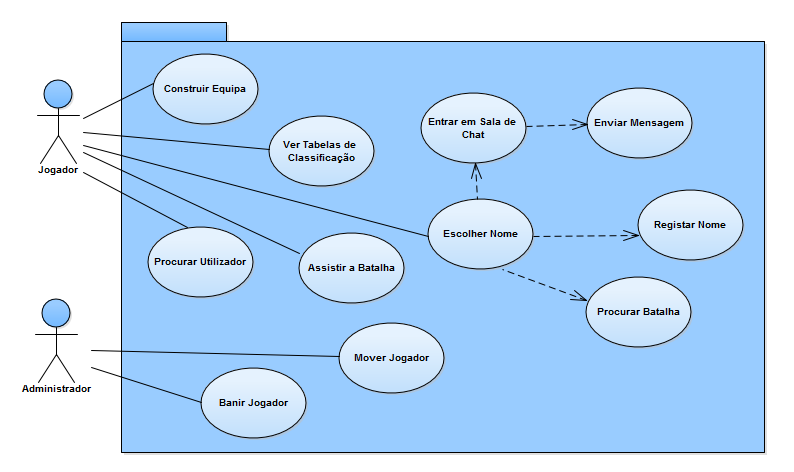 Construir Equipa
Ver Tabelas de
Classificação
Entrar em Sala de
Chat
Enviar Mensagem
Jogador
Escolher Nome
Registar Nome
Procurar Utilizador
Assistir a Batalha
Procurar Batalha
Mover Jogador
Administrador
Banir Jogador